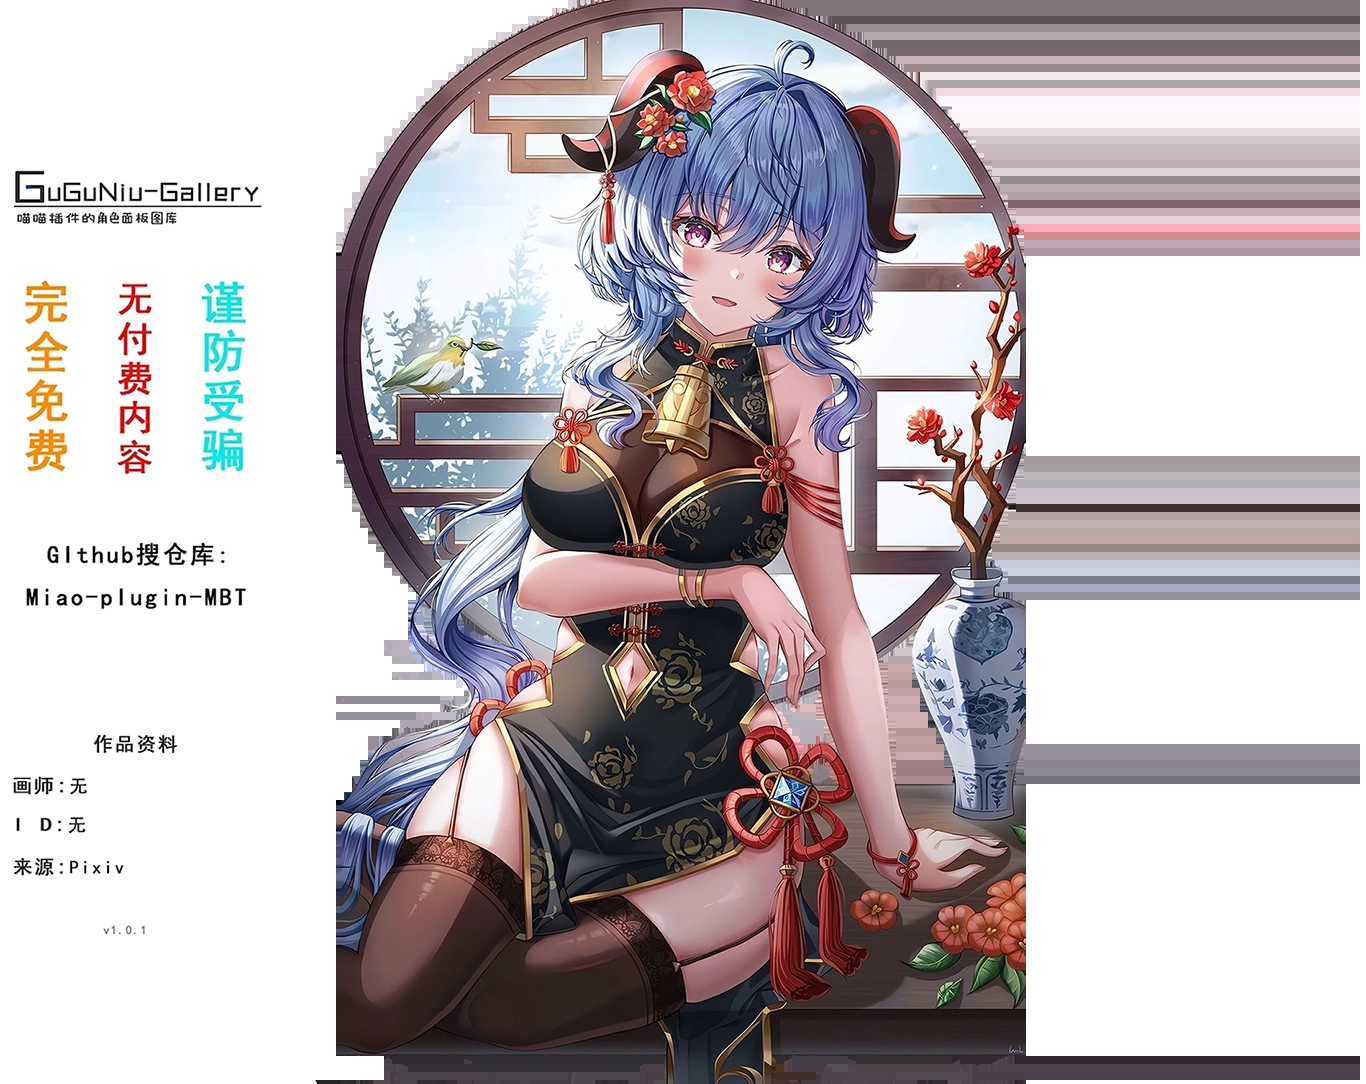 GuGuNiu-Gallery
喵喵插件的角色面板图库
完全免费
无付费内容
谨防受骗
GIthub搜仓库:
Miao-plugin-MBT
作品资料
画师:无
I D:无
来源:Pixiv
v1.0.1